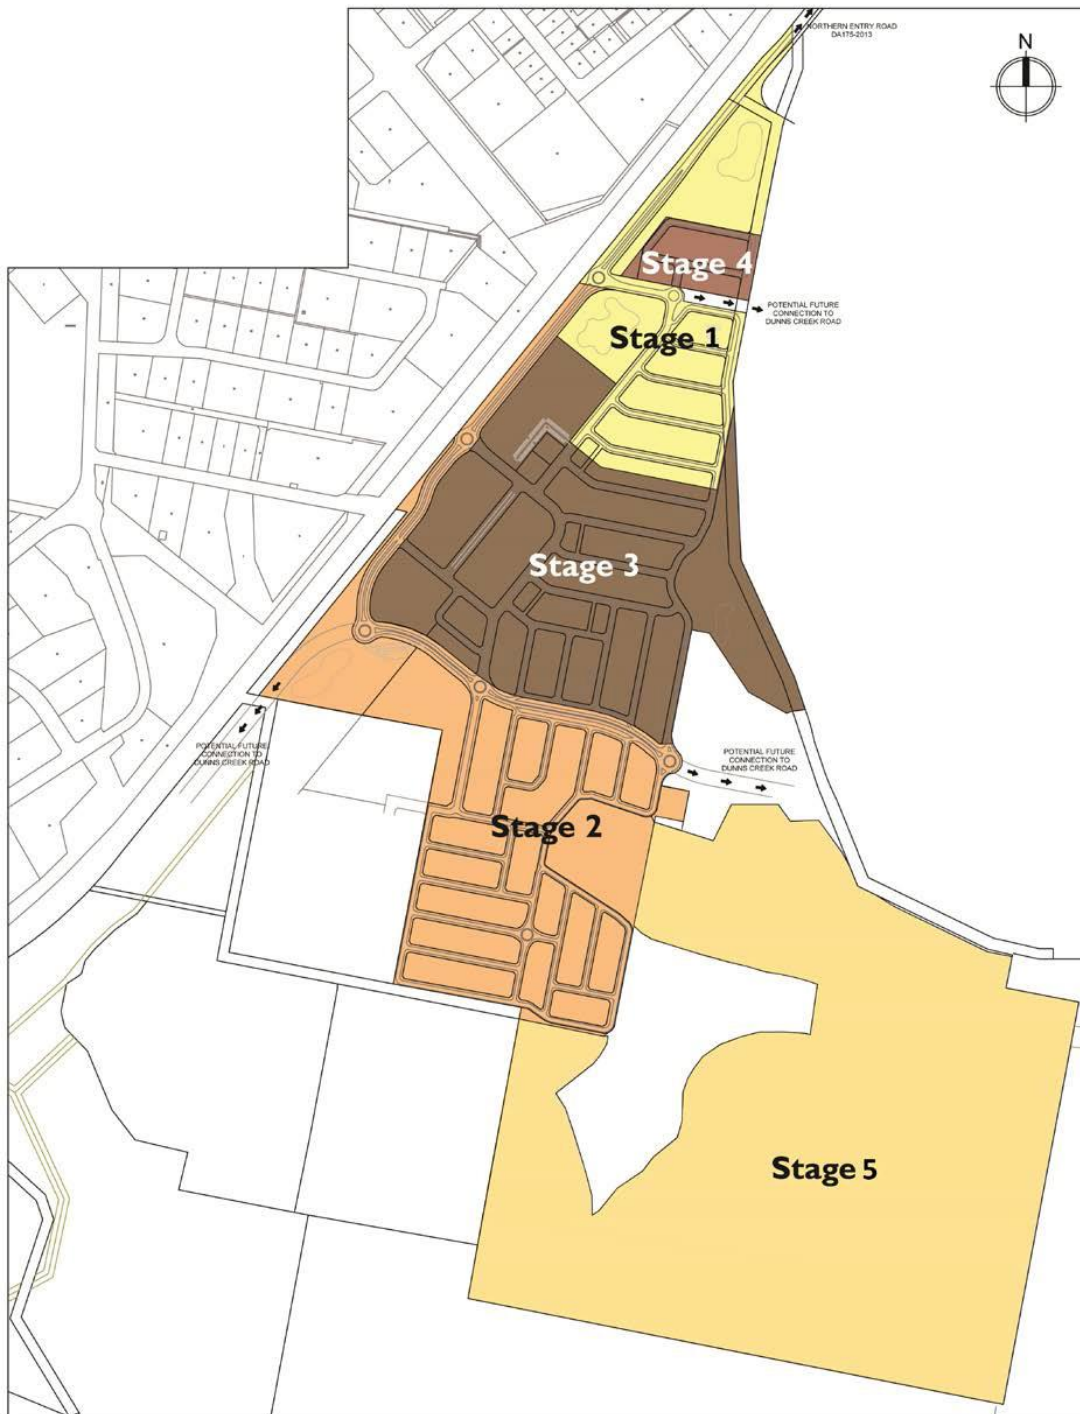 NORTHERN ENTRY ROAD
DA175-2013
N
Stage 4
POTENTIAL FUTURE
CONNECTION TO
DUNNS CREEK ROAD
Stage 1
Stage 3
POTENTIAL FUTURE
CONNECTION TO
DUNNS CREEK ROAD
POTENTIAL FUTURE
CONNECTION TO
DUNNS CREEK ROAD
Stage 2
Stage 5